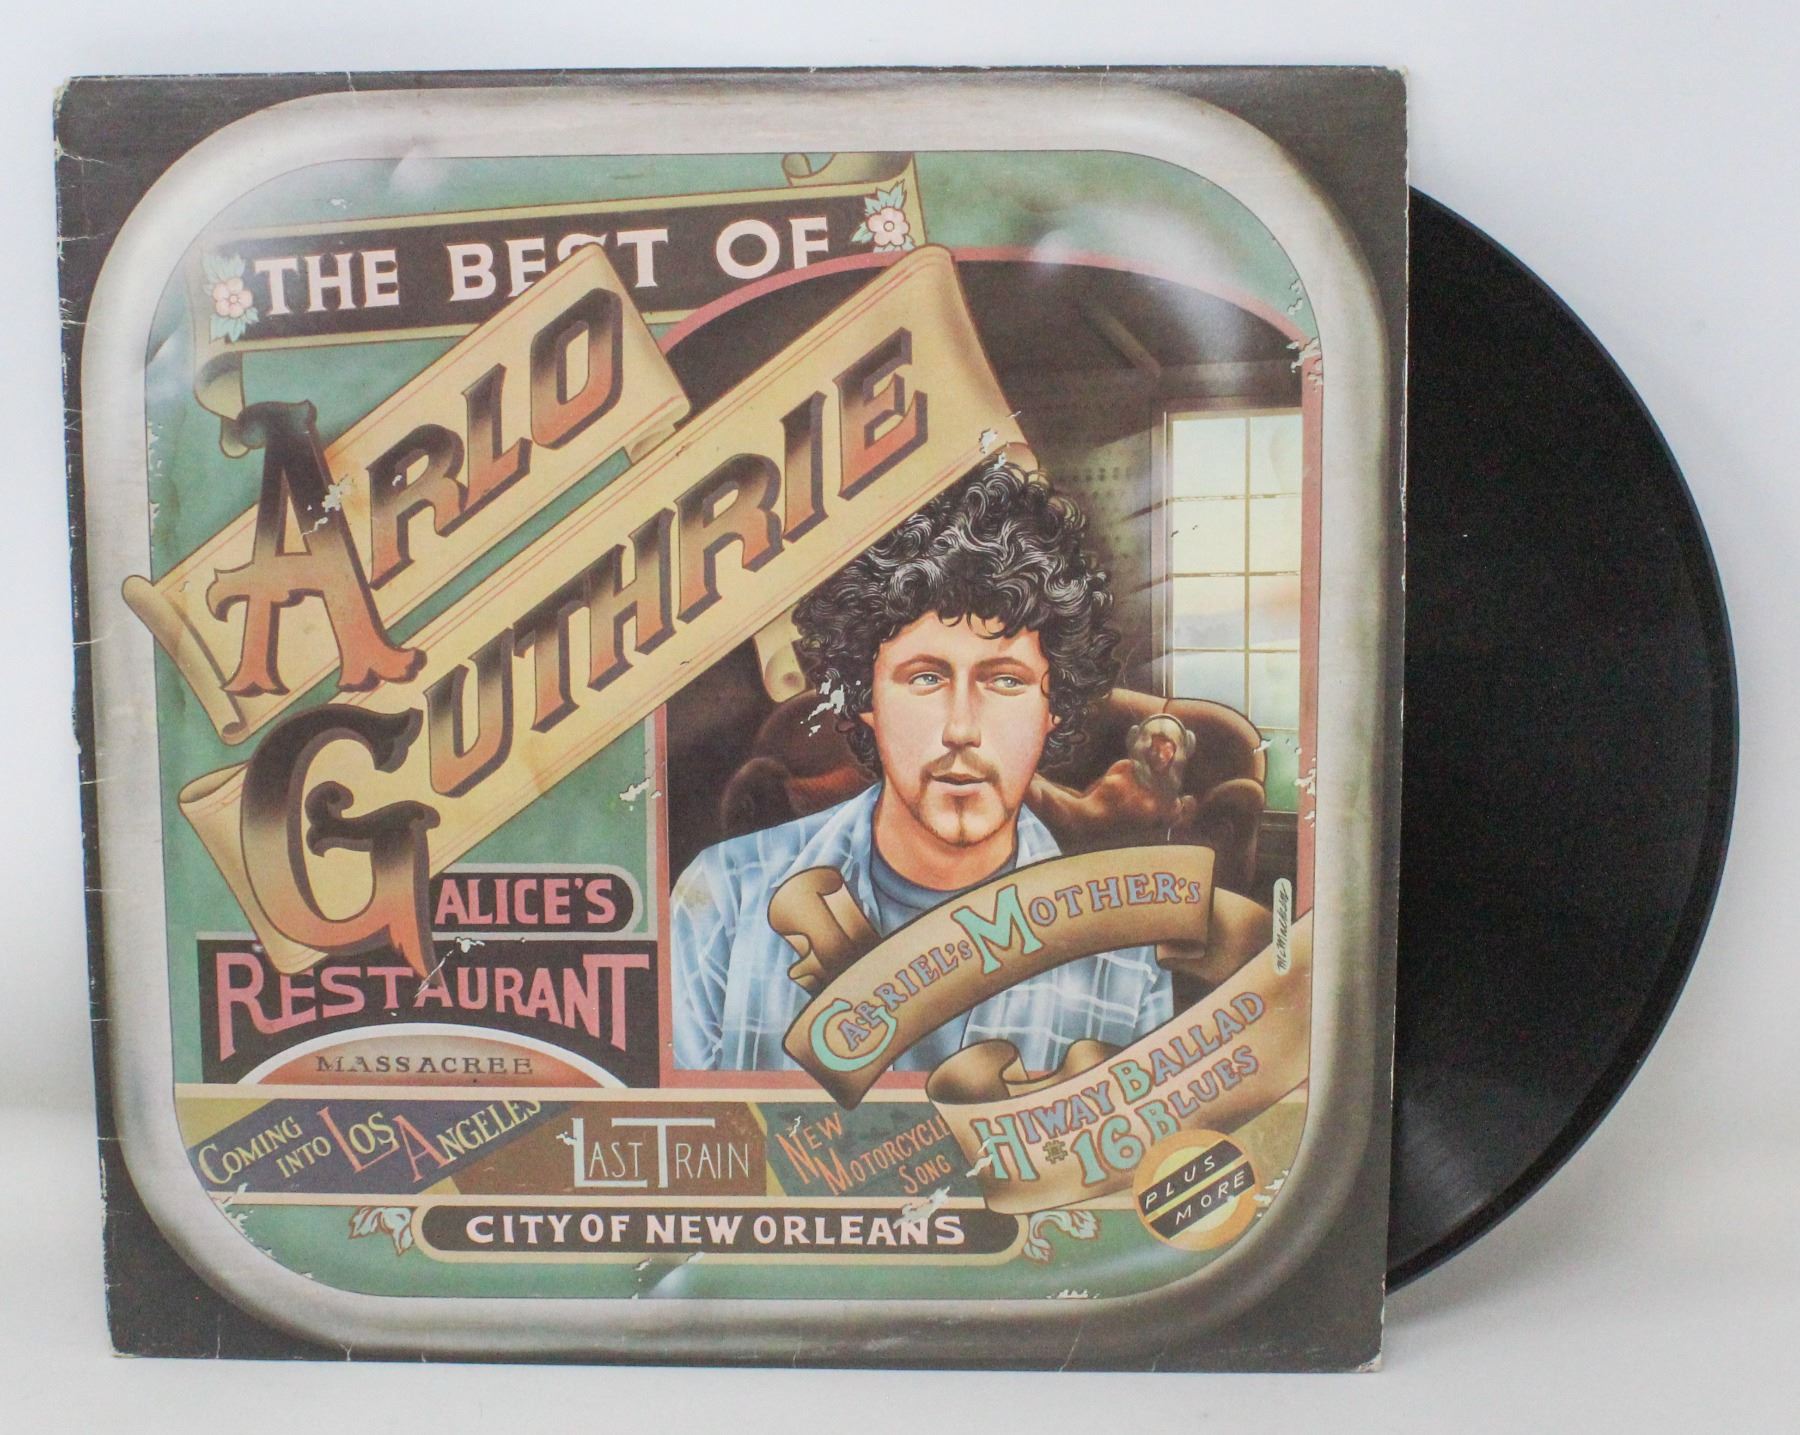 THE BEST OF
ARLO
GUTHRIE
ALICE'S
RESTAURANT
MASSACREE
GABRIEL'S MOTHER'S
HIWAY BALLAD
#16 BLUES
COMING
INTO LOS ANGELES
LAST TRAIN
NEW
MOTORCYCLE
SONG
PLUS
MORE
CITY OF NEW ORLEANS